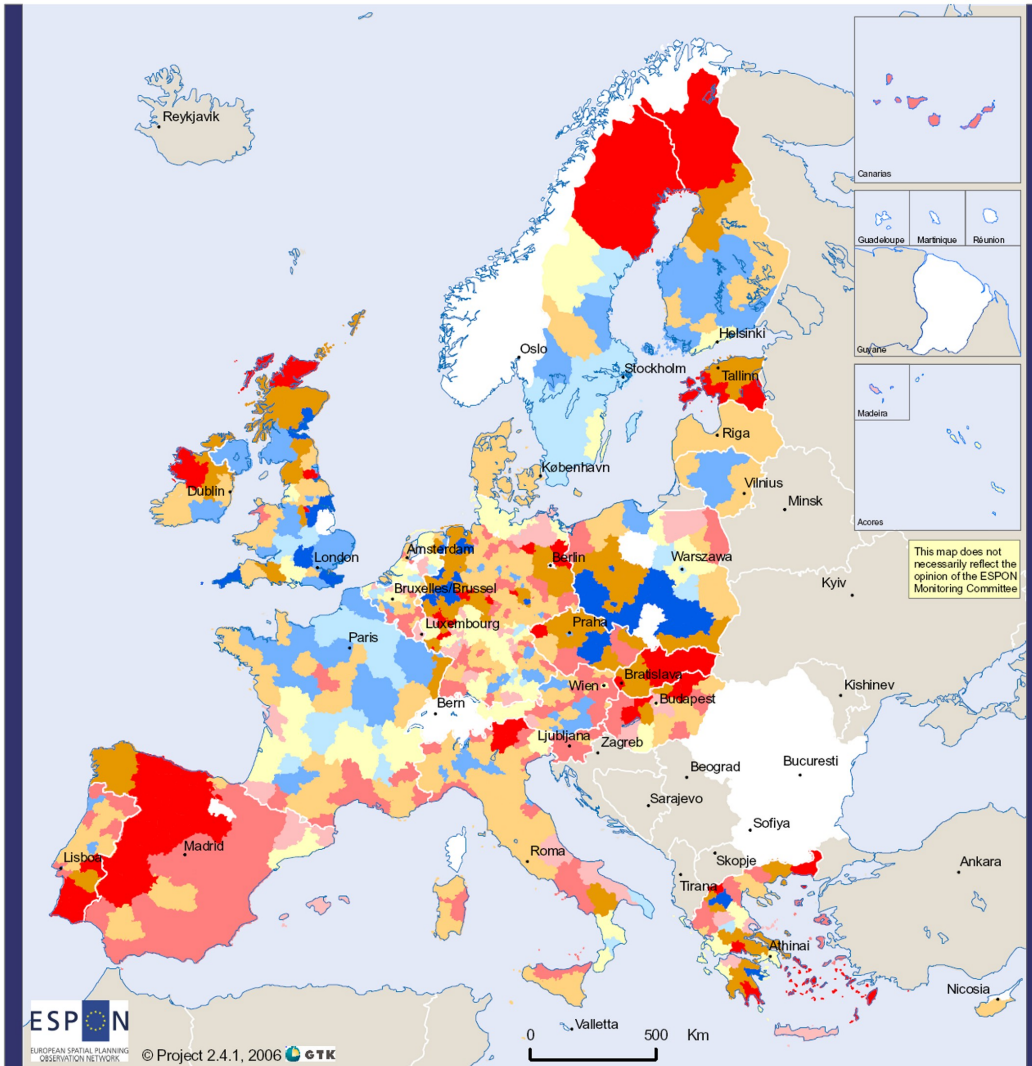 Reykjavik
Canarias
Guadeloupe
Martinique
Réunion
Guyane
Madeira
Acores
This map does not
necessarily reflect the
opinion of the ESPON
Monitoring Committee
Helsinki
Oslo
Stockholm
Tallinn
Riga
København
Vilnius
Minsk
Dublin
London
Amsterdam
Berlin
Warszawa
Bruxelles/Brussel
Kyiv
Luxembourg
Praha
Paris
Bratislava
Wien
Budapest
Kishinev
Bern
Ljubljana
Zagreb
Beograd
Bucuresti
Sarajevo
Sofiya
Madrid
Lisboa
Roma
Skopje
Tirana
Ankara
Athinai
Nicosia
Valletta
ESPON
EUROPEAN SPATIAL PLANNING
OBSERVATION NETWORK
© Project 2.4.1, 2006
GTK
0 500 Km